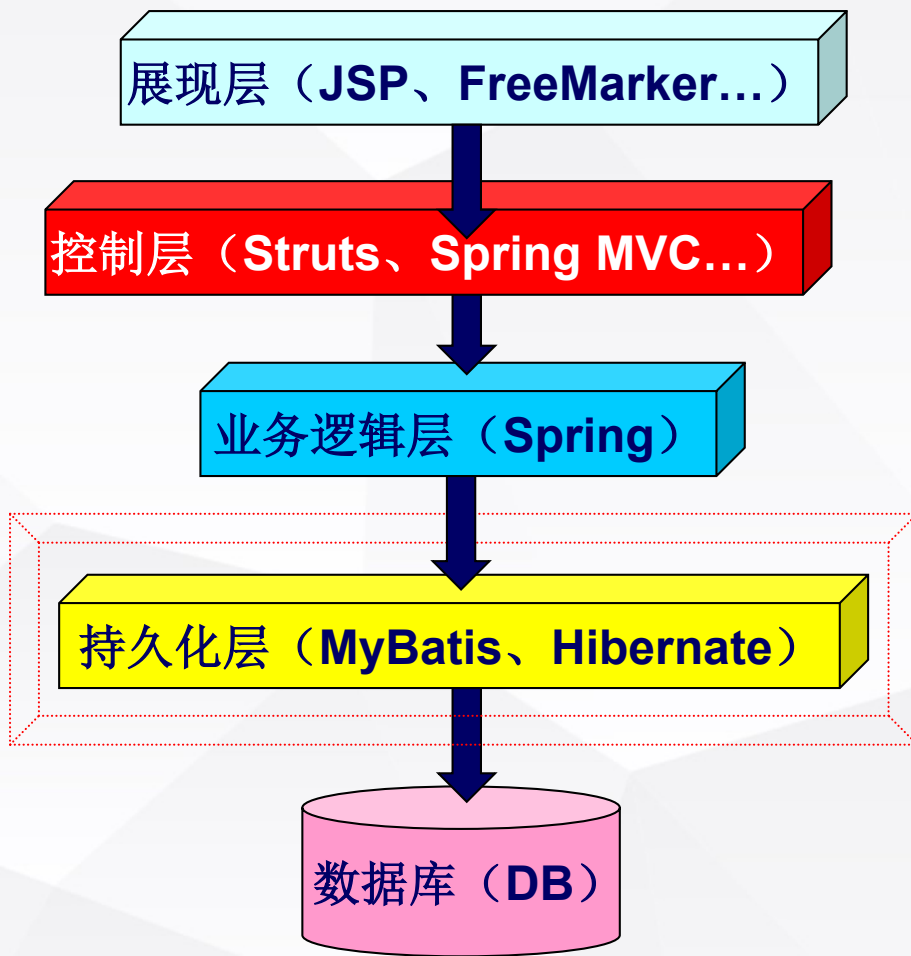 展现层（JSP、FreeMarker…）
控制层（Struts、Spring MVC…）
业务逻辑层（Spring）
持久化层（MyBatis、Hibernate）
数据库（DB）